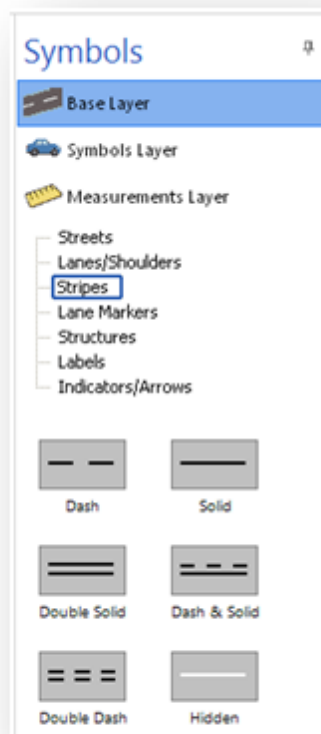 Symbols
Base Layer
Symbols Layer
Measurements Layer
Streets
Lanes/Shoulders
Stripes
Lane Markers
Structures
Labels
Indicators/Arrows
Dash
Solid
Double Solid
Dash & Solid
Double Dash
Hidden